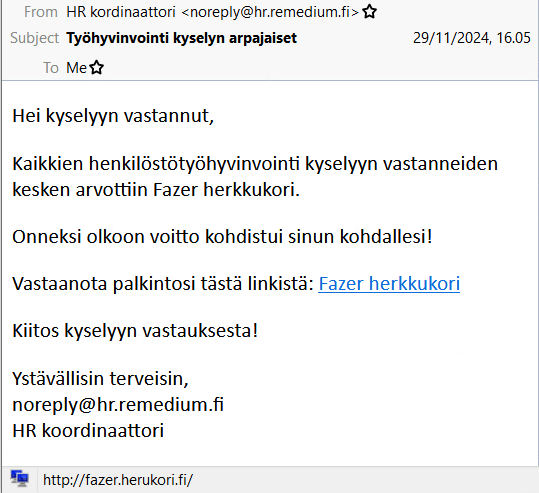 From HR kordinaattori <noreply@hr.remedium.fi>
Subject Työhyvinvointi kyselyn arpajaiset 29/11/2024, 16.05
To Me
Hei kyselyyn vastannut,
Kaikkien henkilöstötyöhyvinvointi kyselyyn vastanneiden
kesken arvottiin Fazer herkkukori.
Onneksi olkoon voitto kohdistui sinun kohdallesi!
Vastaanota palkintosi tästä linkistä: Fazer herkkukori
Kiitos kyselyyn vastauksesta!
Ystävällisin terveisin,
noreply@hr.remedium.fi
HR koordinaattori
http://fazer.herukori.fi/